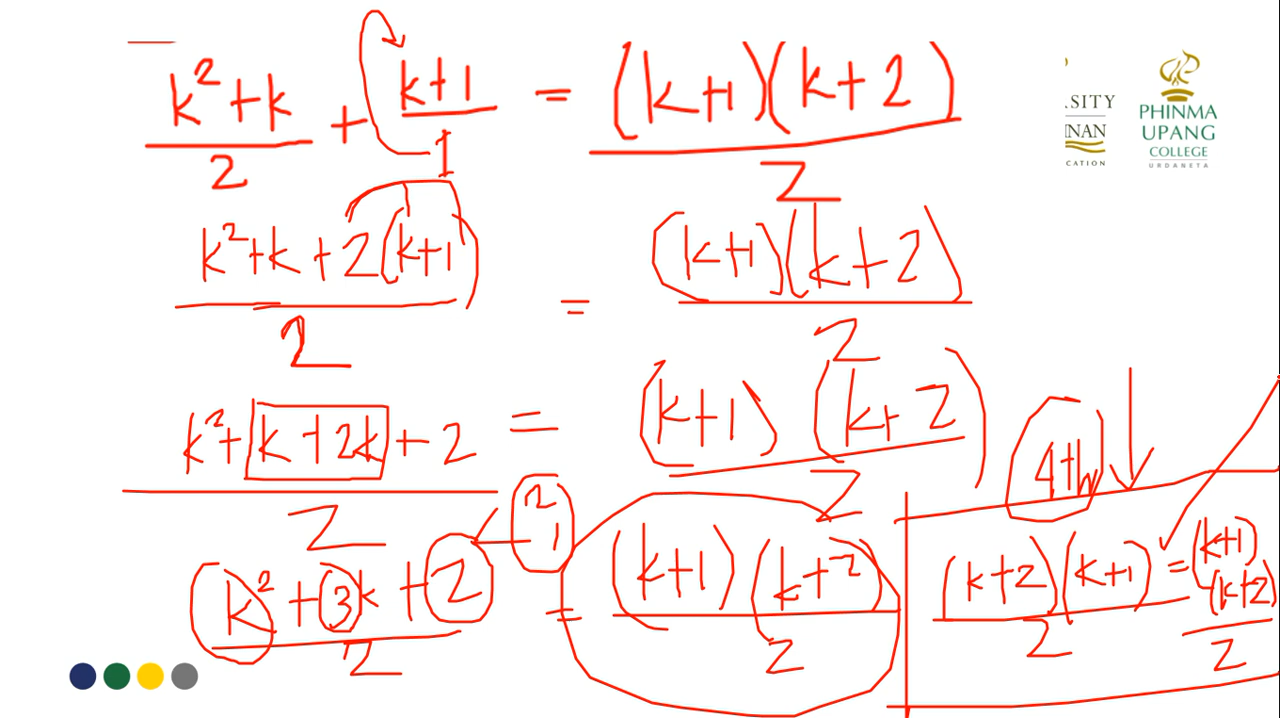 (k² + k)/2 + (k+1)/1 = (k+1)(k+2)/2
.SITY
NAN
CATION
PHINMA
UPANG
COLLEGE
URDANETA
(k² + k + 2(k+1))/2 = (k+1)(k+2)/2
(k² + k + 2k + 2)/2 = (k+1)(k+2)/2
2
1
4th
(k² + 3k + 2)/2 = (k+1)(k+2)/2
(k+2)(k+1)/2 = (k+1)(k+2)/2